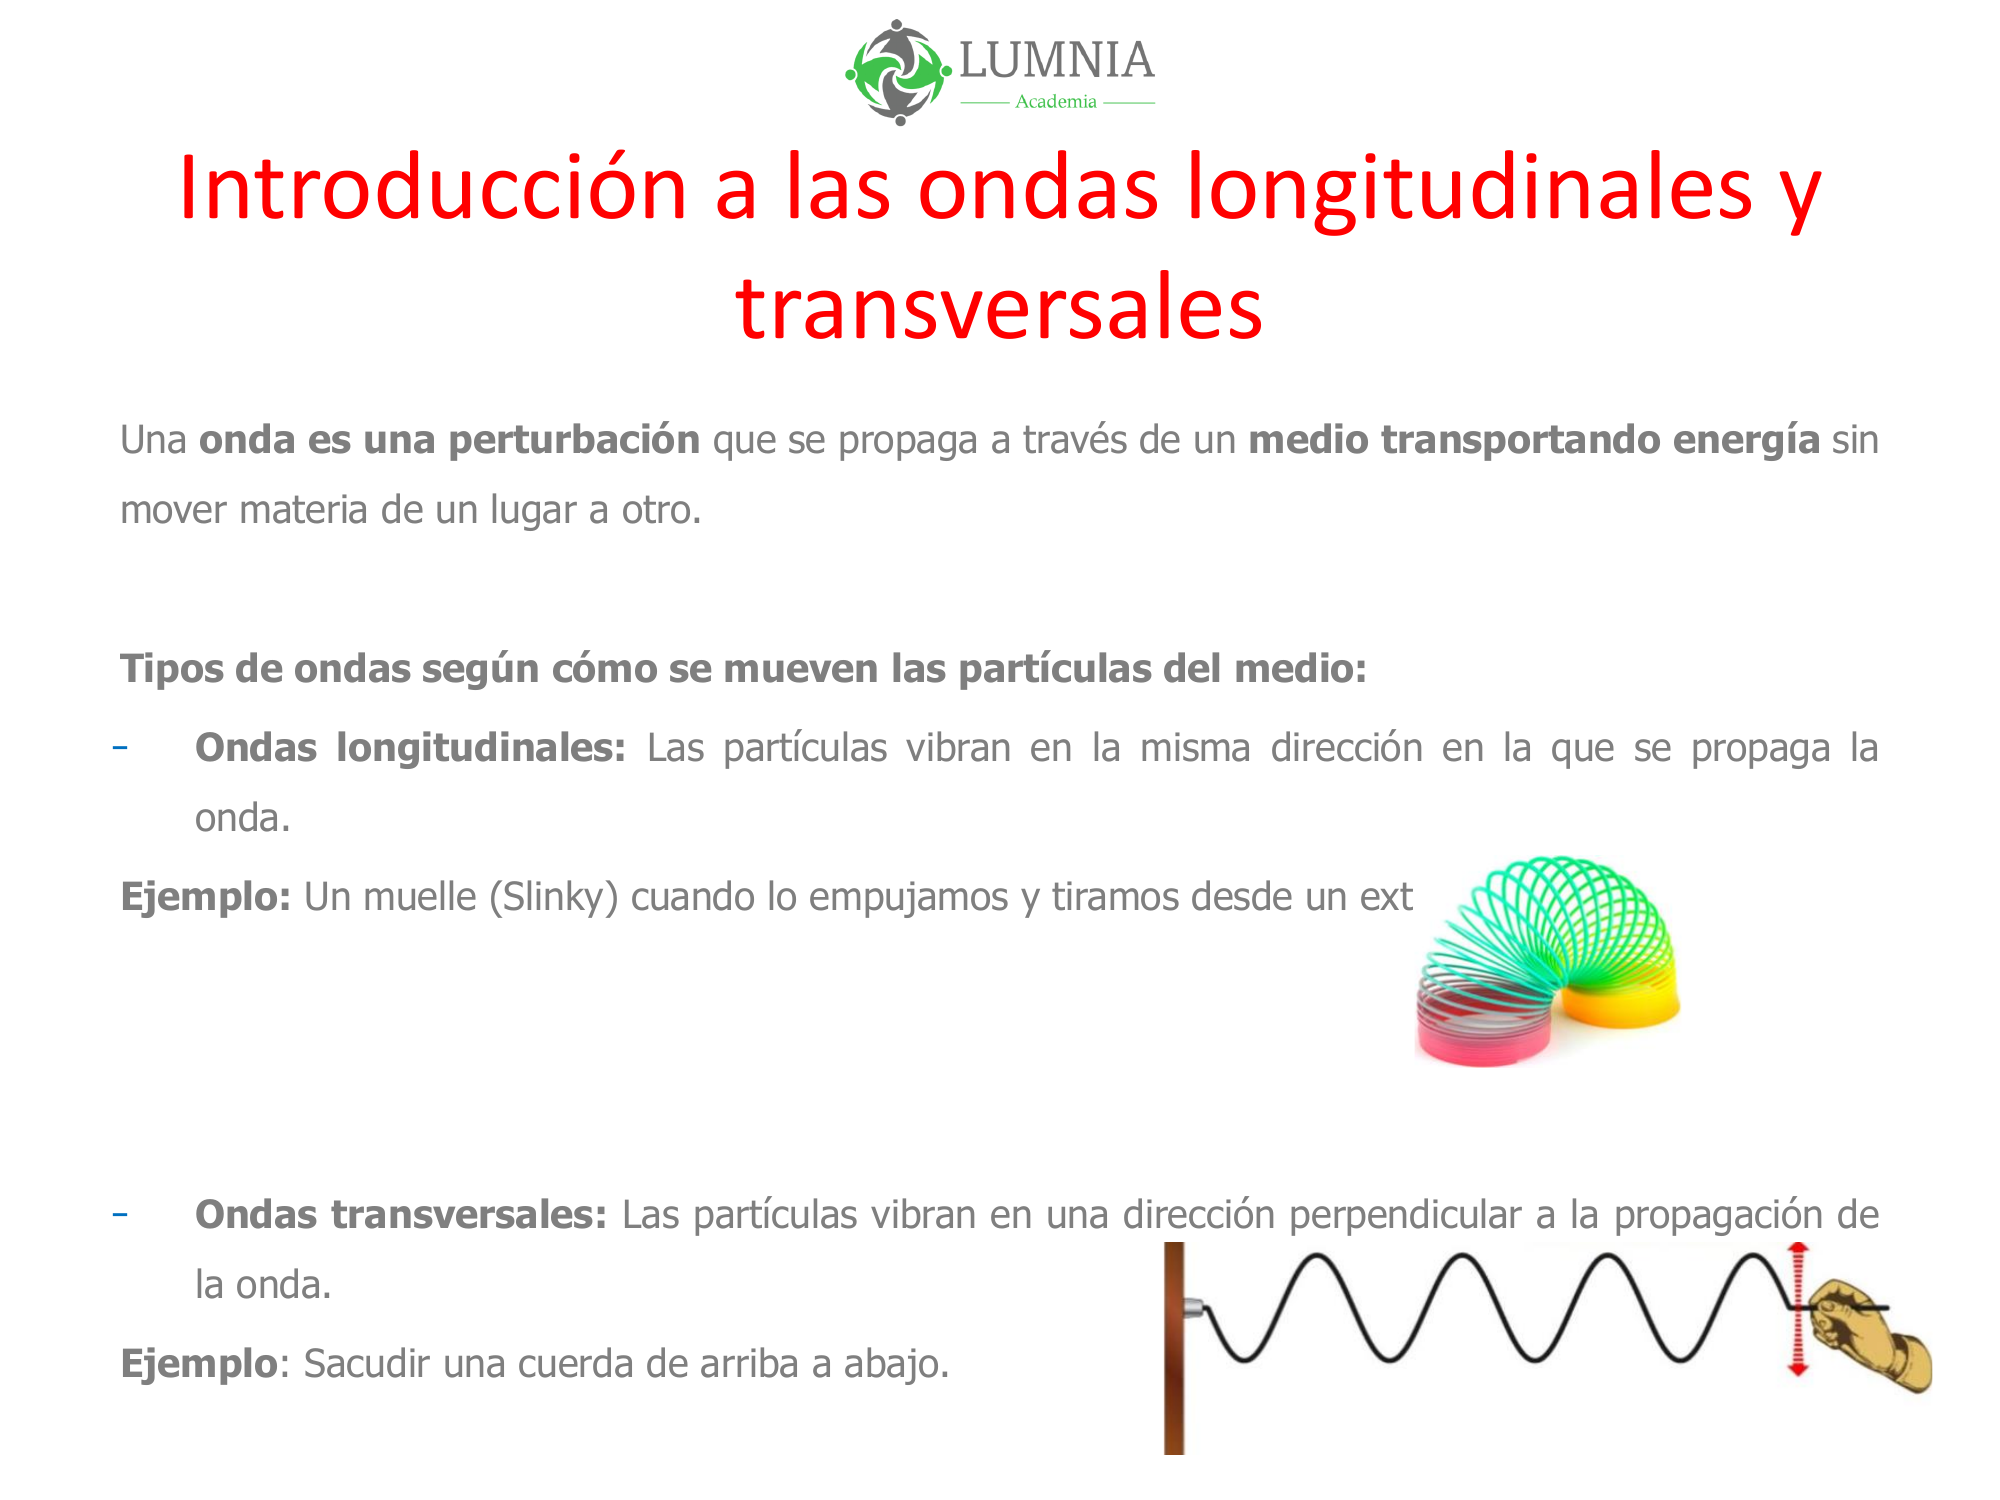 LUMNIA
Academia
Introducción a las ondas longitudinales y
transversales
Una onda es una perturbación que se propaga a través de un medio transportando energía sin
mover materia de un lugar a otro.
Tipos de ondas según cómo se mueven las partículas del medio:
- Ondas longitudinales: Las partículas vibran en la misma dirección en la que se propaga la
onda.
Ejemplo: Un muelle (Slinky) cuando lo empujamos y tiramos desde un ext
- Ondas transversales: Las partículas vibran en una dirección perpendicular a la propagación de
la onda.
Ejemplo: Sacudir una cuerda de arriba a abajo.